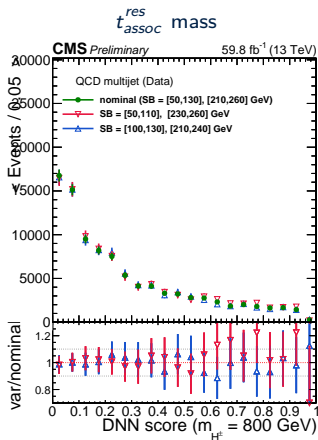 t^{res}_{assoc} mass
CMS Preliminary 59.8 fb⁻¹ (13 TeV)
< Events / 0.05 >
30000
25000
20000
15000
10000
5000
0
QCD multijet (Data)
nominal (SB = [50,130], [210,260] GeV)
SB = [50,110], [230,260] GeV
SB = [100,130], [210,240] GeV
var/nominal
1.2
1.0
0.8
0 0.1 0.2 0.3 0.4 0.5 0.6 0.7 0.8 0.9 1
DNN score (m_{H^±} = 800 GeV)